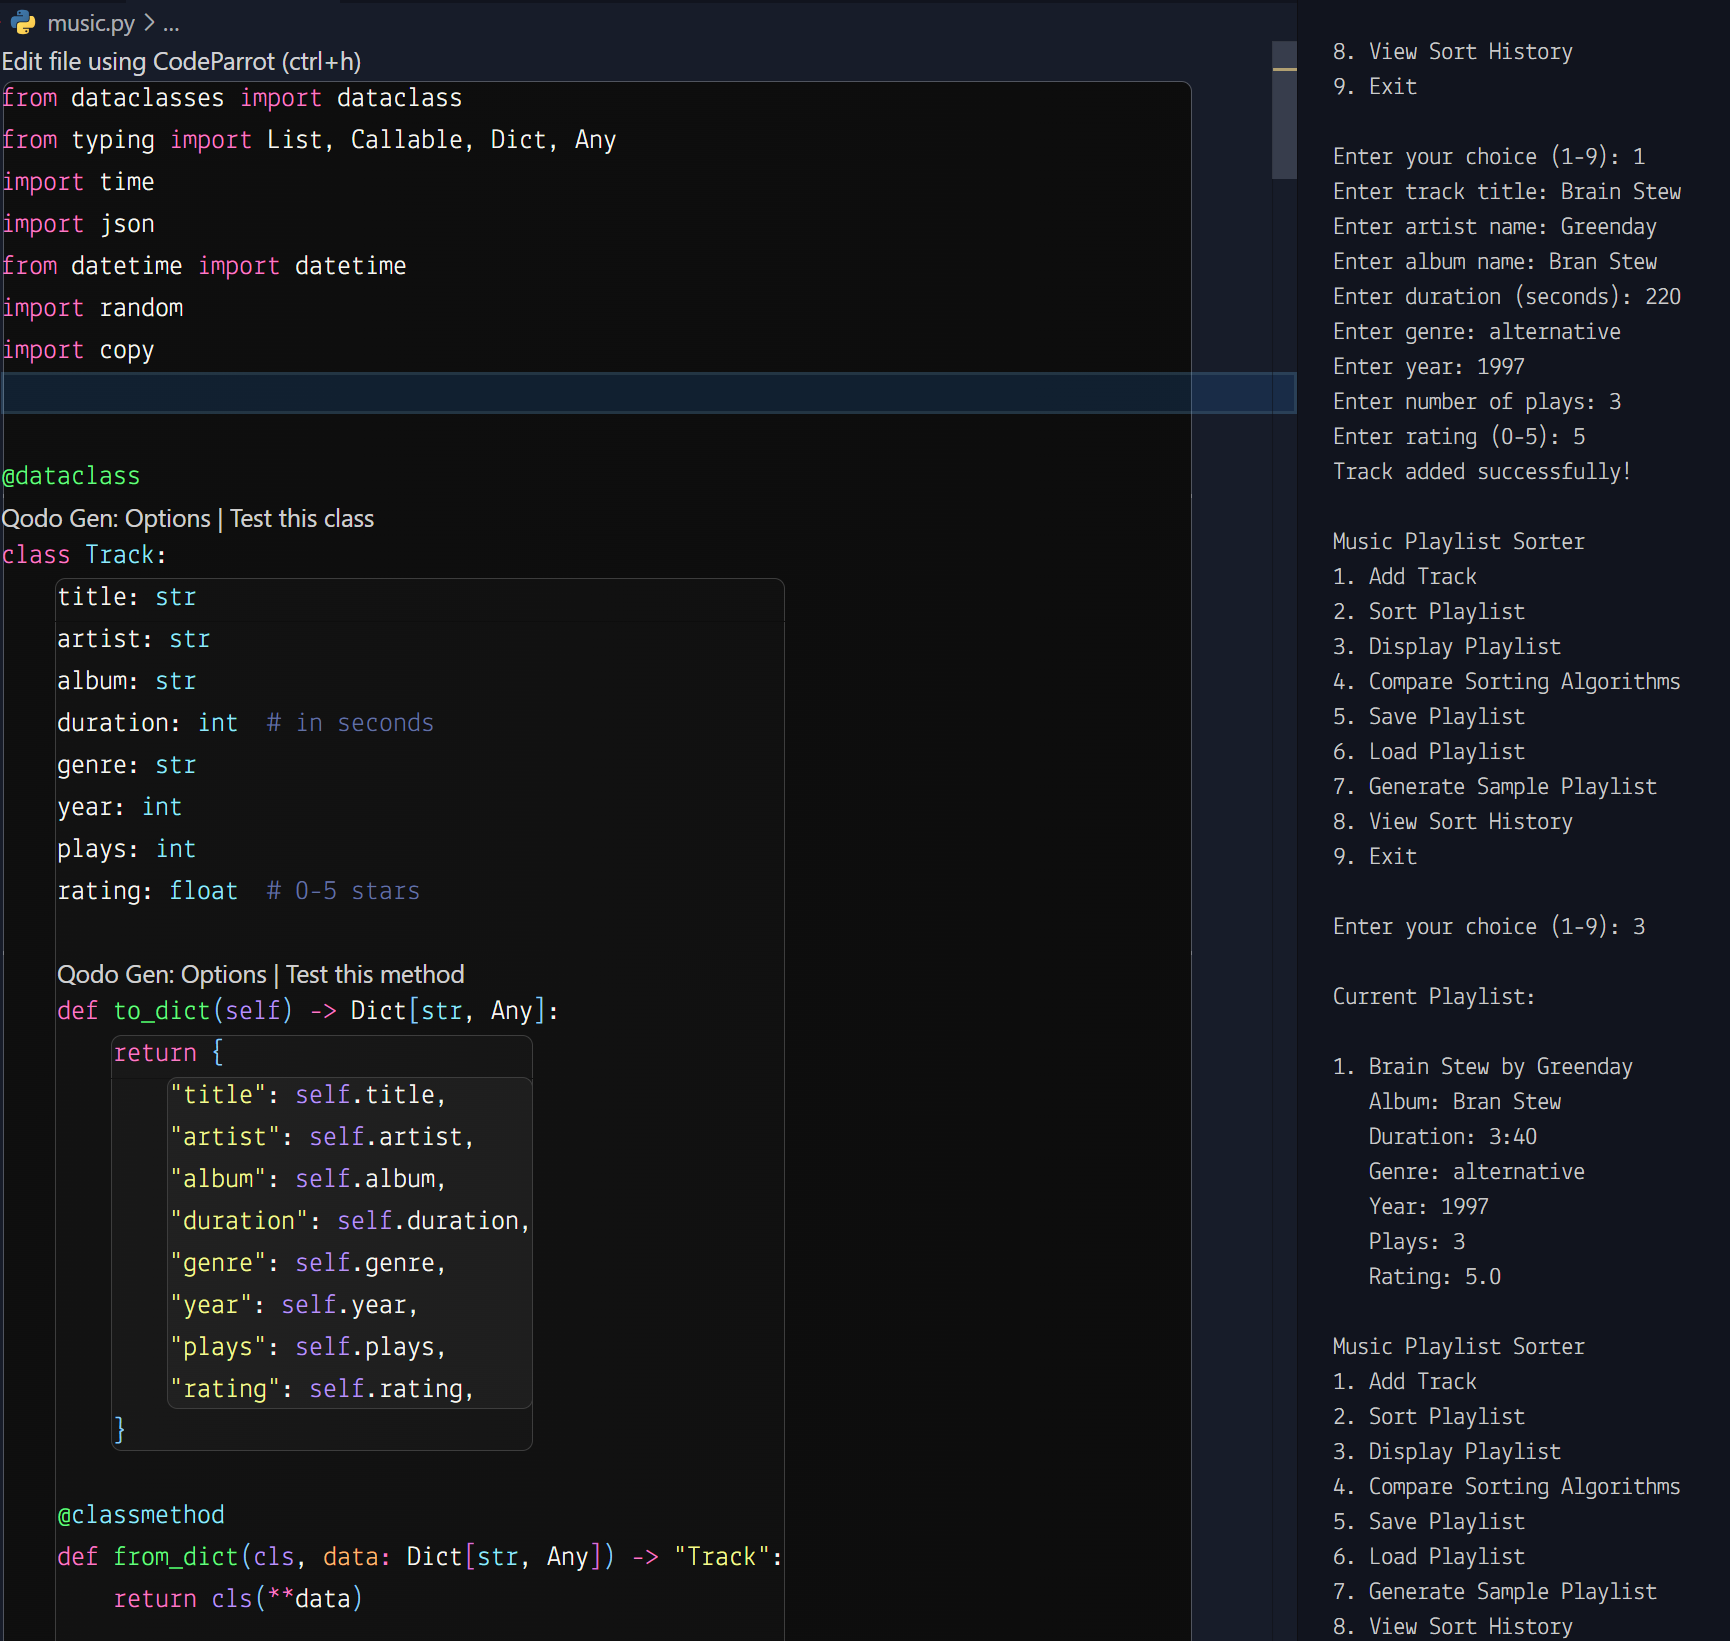 music.py > ...
Edit file using CodeParrot (ctrl+h)
from dataclasses import dataclass
from typing import List, Callable, Dict, Any
import time
import json
from datetime import datetime
import random
import copy
@dataclass
Qodo Gen: Options | Test this class
class Track:
title: str
artist: str
album: str
duration: int  # in seconds
genre: str
year: int
plays: int
rating: float  # 0-5 stars
Qodo Gen: Options | Test this method
def to_dict(self) -> Dict[str, Any]:
return {
"title": self.title,
"artist": self.artist,
"album": self.album,
"duration": self.duration,
"genre": self.genre,
"year": self.year,
"plays": self.plays,
"rating": self.rating,
}
@classmethod
def from_dict(cls, data: Dict[str, Any]) -> "Track":
return cls(**data)
8. View Sort History
9. Exit
Enter your choice (1-9): 1
Enter track title: Brain Stew
Enter artist name: Greenday
Enter album name: Bran Stew
Enter duration (seconds): 220
Enter genre: alternative
Enter year: 1997
Enter number of plays: 3
Enter rating (0-5): 5
Track added successfully!
Music Playlist Sorter
1. Add Track
2. Sort Playlist
3. Display Playlist
4. Compare Sorting Algorithms
5. Save Playlist
6. Load Playlist
7. Generate Sample Playlist
8. View Sort History
9. Exit
Enter your choice (1-9): 3
Current Playlist:
1. Brain Stew by Greenday
Album: Bran Stew
Duration: 3:40
Genre: alternative
Year: 1997
Plays: 3
Rating: 5.0
Music Playlist Sorter
1. Add Track
2. Sort Playlist
3. Display Playlist
4. Compare Sorting Algorithms
5. Save Playlist
6. Load Playlist
7. Generate Sample Playlist
8. View Sort History